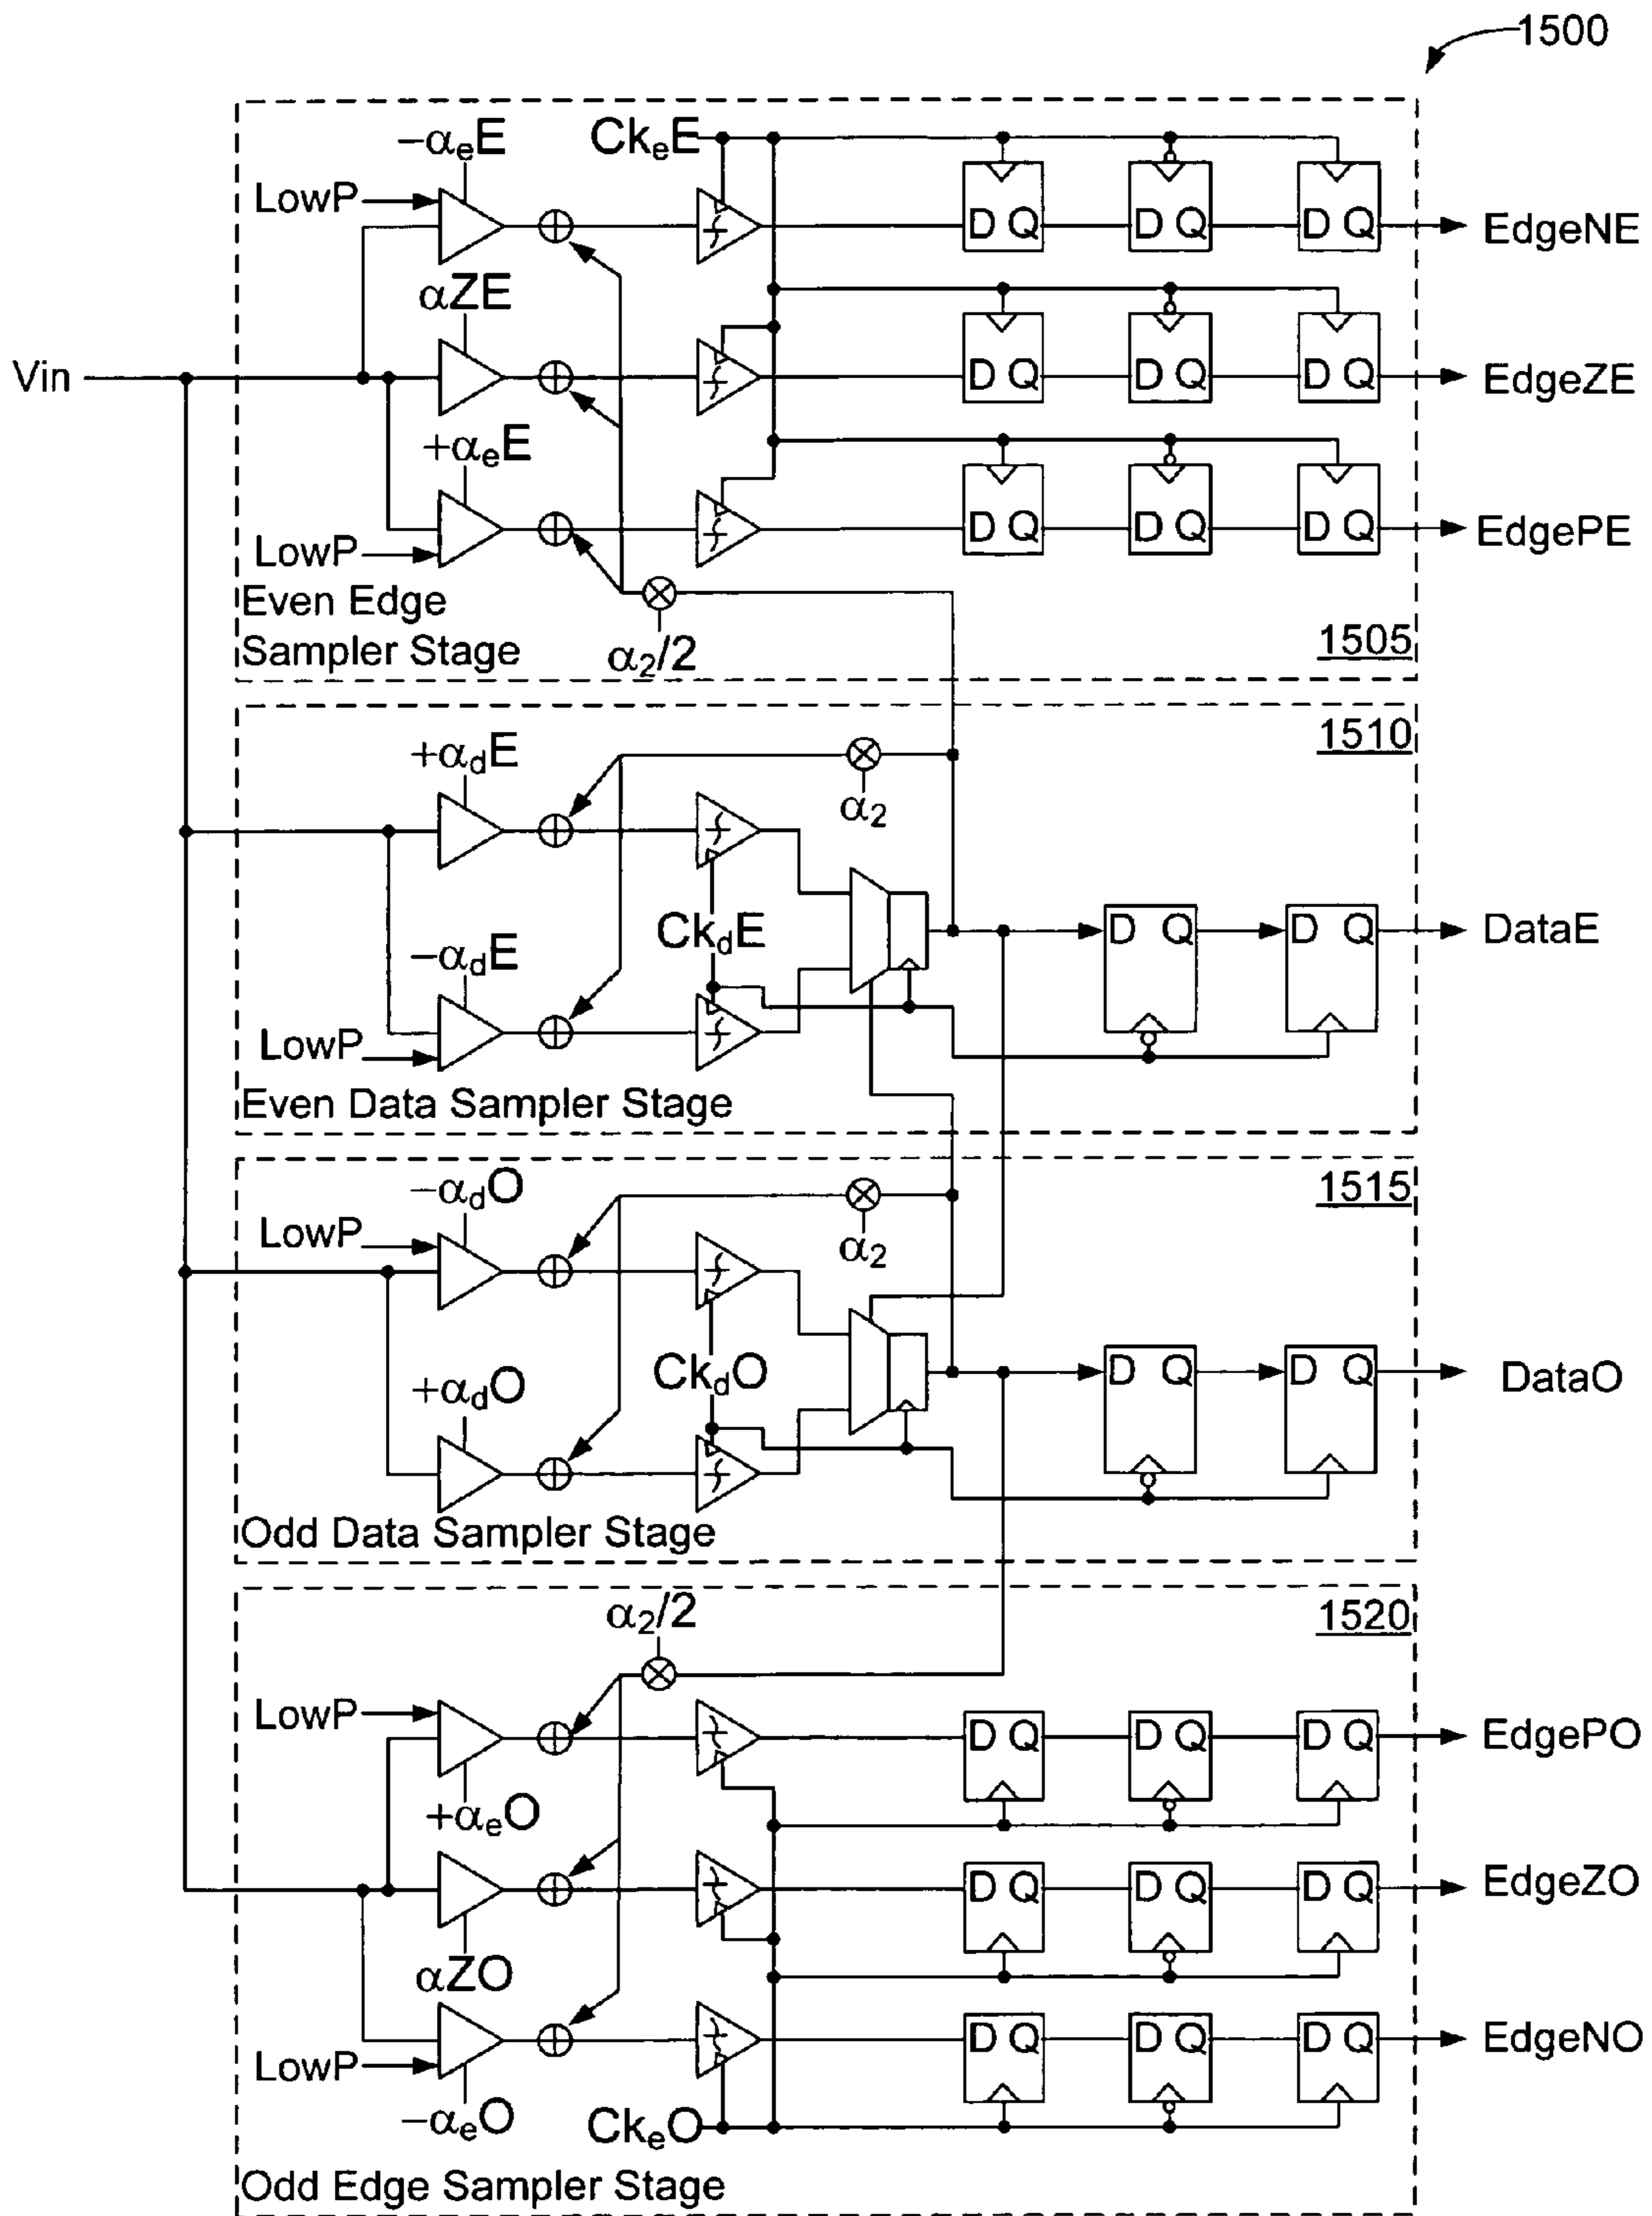 1500
−αeE
CkeE
LowP
D Q D Q D Q
EdgeNE
αZE
Vin
D Q D Q D Q
EdgeZE
+αeE
D Q D Q D Q
EdgePE
LowP
Even Edge
Sampler Stage
α2/2
1505
1510
+αdE
α2
CkdE
D Q D Q
DataE
−αdE
LowP
Even Data Sampler Stage
1515
−αdO
LowP
α2
CkdO
D Q D Q
DataO
+αdO
Odd Data Sampler Stage
α2/2
1520
LowP
D Q D Q D Q
EdgePO
+αeO
D Q D Q D Q
EdgeZO
αZO
D Q D Q D Q
EdgeNO
LowP
−αeO
CkeO
Odd Edge Sampler Stage